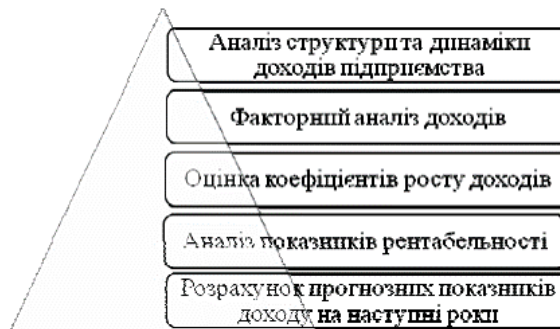 Аналіз структури та динаміки
доходів підприємства
Факторний аналіз доходів
Оцінка коефіцієнтів росту доходів
Аналіз показників рентабельності
Розрахунок прогнозних показників
доходу на наступні роки